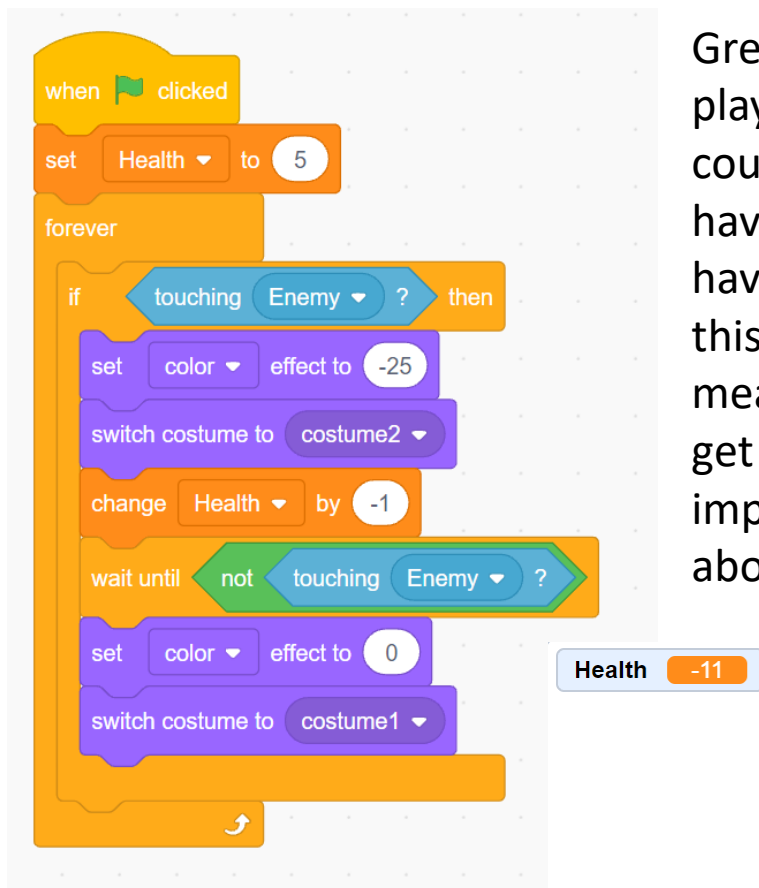 when clicked
set Health to 5
forever
if touching Enemy ? then
set color effect to -25
switch costume to costume2
change Health by -1
wait until not touching Enemy ?
set color effect to 0
switch costume to costume1
Gre
play
cou
hav
hav
this
mea
get
imp
abo
Health -11